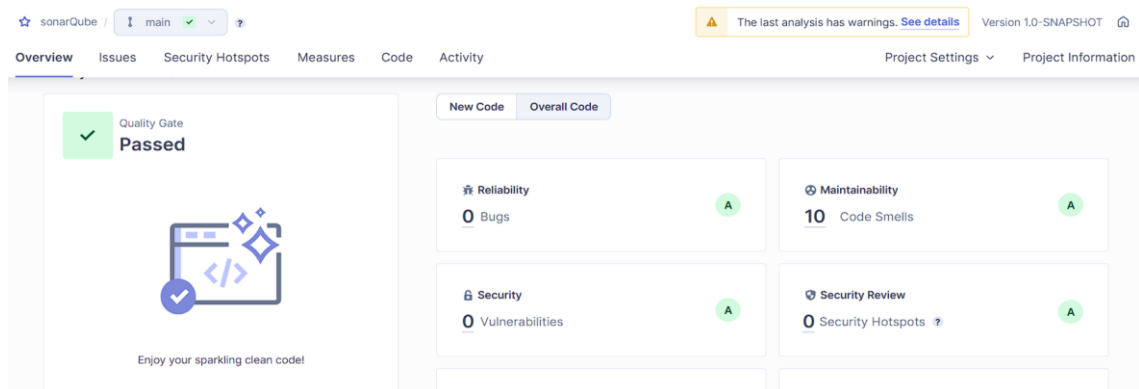 sonarQube / main ?
The last analysis has warnings. See details
Version 1.0-SNAPSHOT
Overview Issues Security Hotspots Measures Code Activity
Project Settings Project Information
Quality Gate
Passed
</>
Enjoy your sparkling clean code!
New Code Overall Code
Reliability
0 Bugs
A
Maintainability
10 Code Smells
A
Security
0 Vulnerabilities
A
Security Review
0 Security Hotspots ?
A